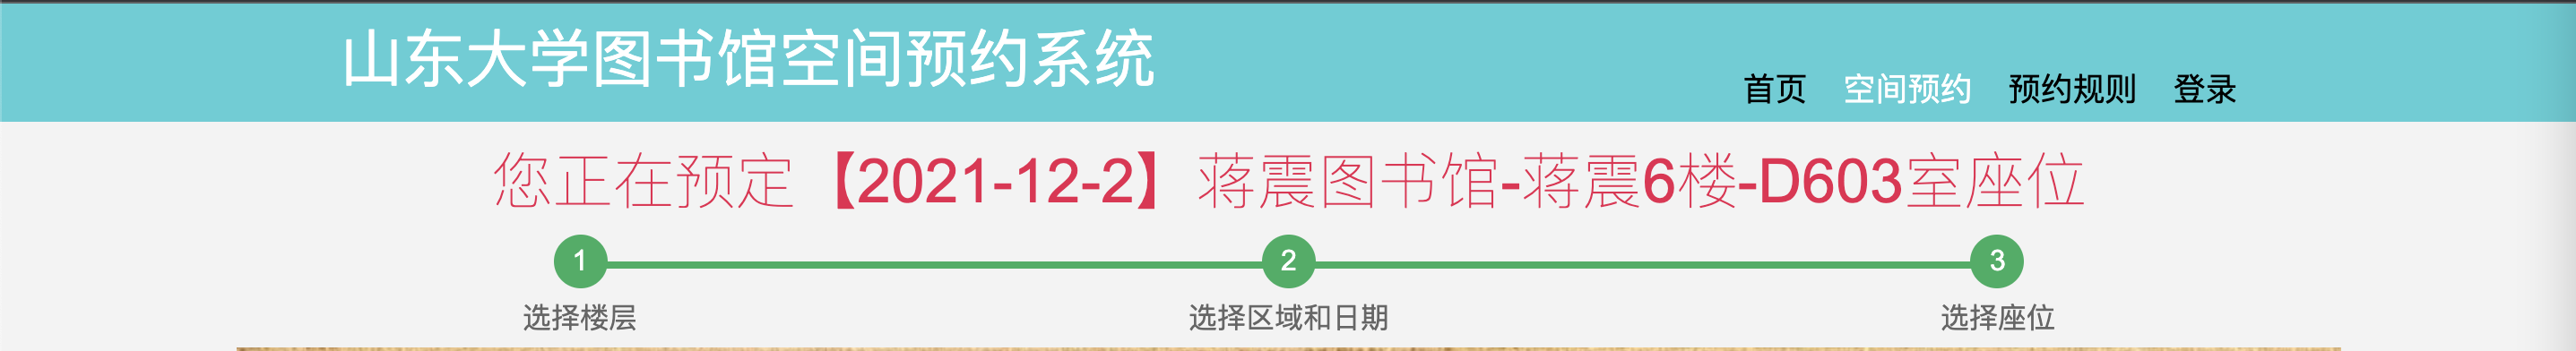 山东大学图书馆空间预约系统
首页 空间预约 预约规则 登录
您正在预定【2021-12-2】蒋震图书馆-蒋震6楼-D603室座位
1 2 3
选择楼层 选择区域和日期 选择座位